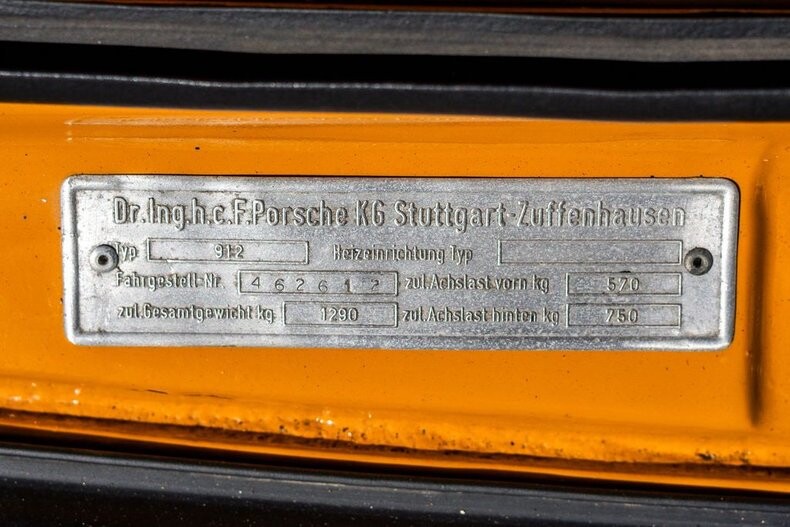 Dr.Ing.h.c.F.Porsche KG Stuttgart-Zuffenhausen
Typ 912 Heizeinrichtung Typ
Fahrgestell-Nr. 462617 zul.Achslast vorn kg 570
zul.Gesamtgewicht kg 1290 zul.Achslast hinten kg 750